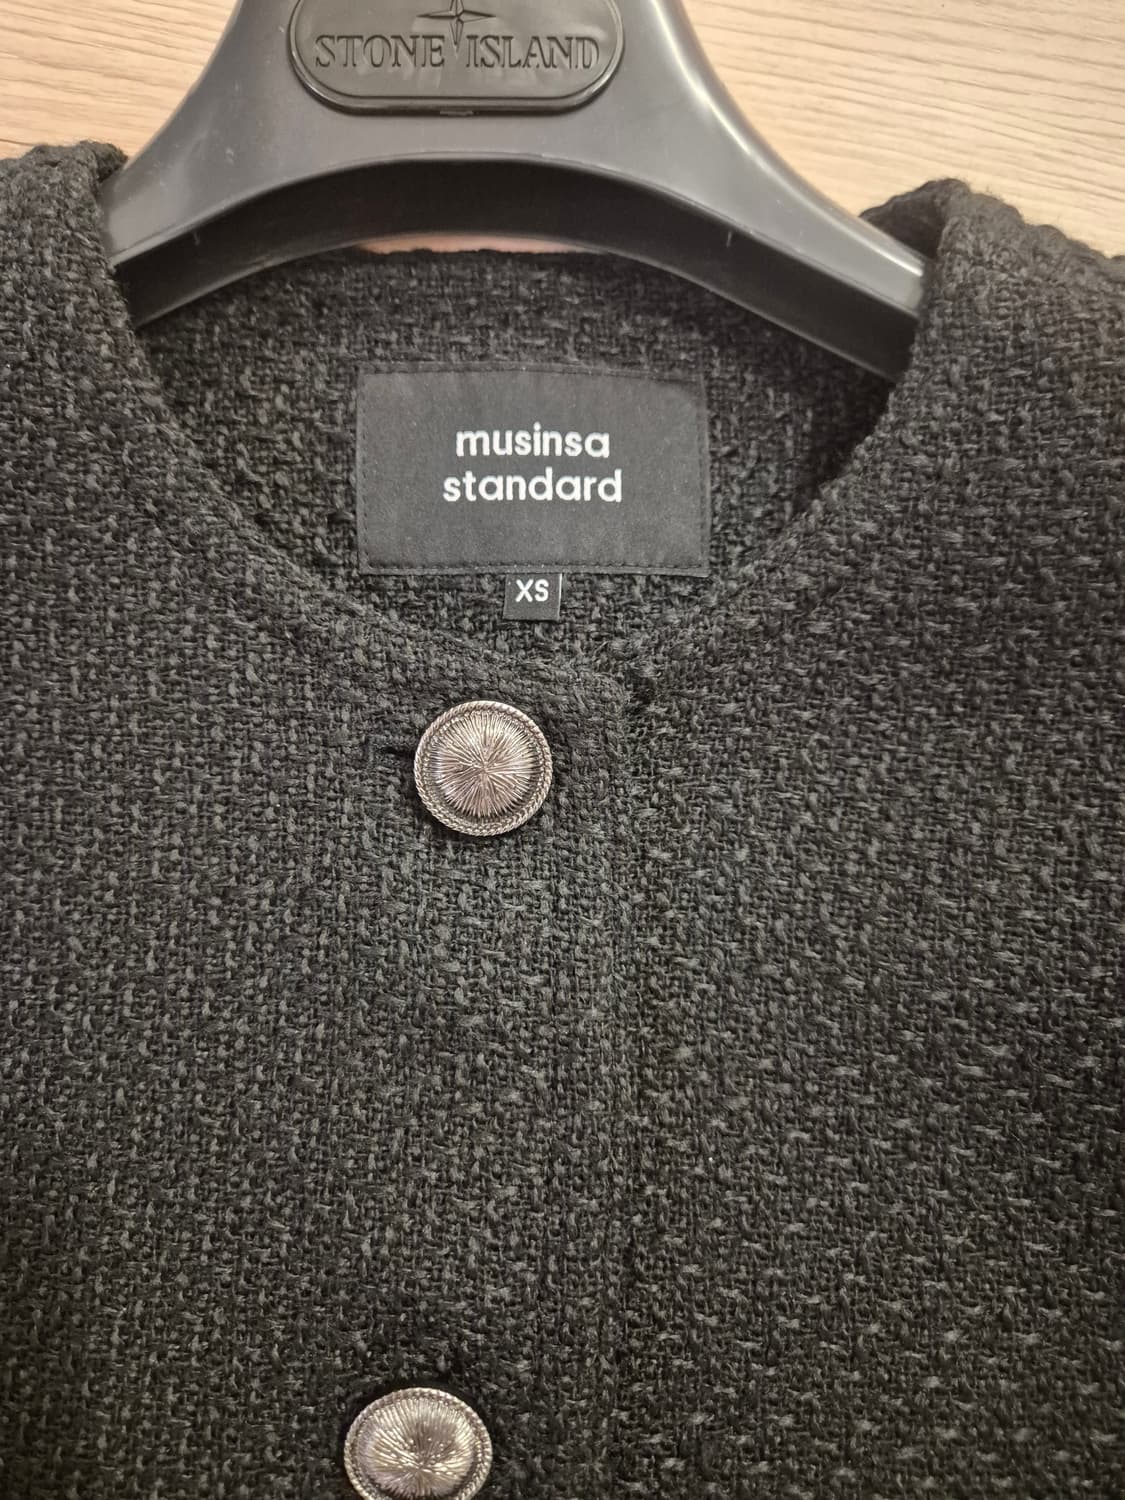 STONE ISLAND
musinsa
standard
XS